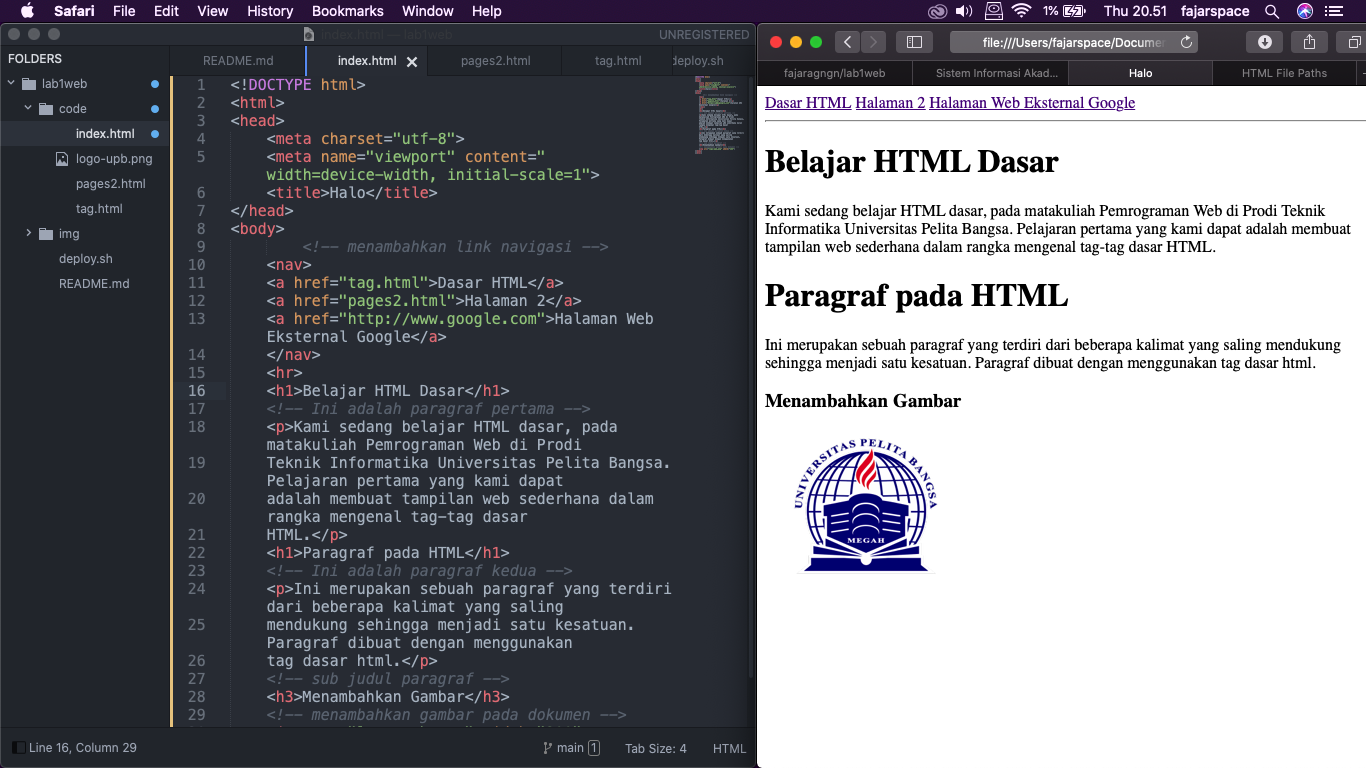 Safari File Edit View History Bookmarks Window Help
1% Thu 20.51 fajarspace
index.html — lab1web
UNREGISTERED
FOLDERS
lab1web
code
index.html
logo-upb.png
pages2.html
tag.html
img
deploy.sh
README.md
README.md index.html pages2.html tag.html deploy.sh
1 <!DOCTYPE html>
2 <html>
3 <head>
4 <meta charset="utf-8">
5 <meta name="viewport" content="
width=device-width, initial-scale=1">
6 <title>Halo</title>
7 </head>
8 <body>
9 <!-- menambahkan link navigasi -->
10 <nav>
11 <a href="tag.html">Dasar HTML</a>
12 <a href="pages2.html">Halaman 2</a>
13 <a href="http://www.google.com">Halaman Web
Eksternal Google</a>
14 </nav>
15 <hr>
16 <h1>Belajar HTML Dasar</h1>
17 <!-- Ini adalah paragraf pertama -->
18 <p>Kami sedang belajar HTML dasar, pada
matakuliah Pemrograman Web di Prodi
19 Teknik Informatika Universitas Pelita Bangsa.
Pelajaran pertama yang kami dapat
20 adalah membuat tampilan web sederhana dalam
rangka mengenal tag-tag dasar
21 HTML.</p>
22 <h1>Paragraf pada HTML</h1>
23 <!-- Ini adalah paragraf kedua -->
24 <p>Ini merupakan sebuah paragraf yang terdiri
dari beberapa kalimat yang saling
25 mendukung sehingga menjadi satu kesatuan.
Paragraf dibuat dengan menggunakan
26 tag dasar html.</p>
27 <!-- sub judul paragraf -->
28 <h3>Menambahkan Gambar</h3>
29 <!-- menambahkan gambar pada dokumen -->
Line 16, Column 29
main 1
Tab Size: 4
HTML
file:///Users/fajarspace/Documen
fajaragngn/lab1web
Sistem Informasi Akad...
Halo
HTML File Paths
Dasar HTML Halaman 2 Halaman Web Eksternal Google
Belajar HTML Dasar
Kami sedang belajar HTML dasar, pada matakuliah Pemrograman Web di Prodi Teknik
Informatika Universitas Pelita Bangsa. Pelajaran pertama yang kami dapat adalah membuat
tampilan web sederhana dalam rangka mengenal tag-tag dasar HTML.
Paragraf pada HTML
Ini merupakan sebuah paragraf yang terdiri dari beberapa kalimat yang saling mendukung
sehingga menjadi satu kesatuan. Paragraf dibuat dengan menggunakan tag dasar html.
Menambahkan Gambar
UNIVERSITAS PELITA BANGSA
MEGAH